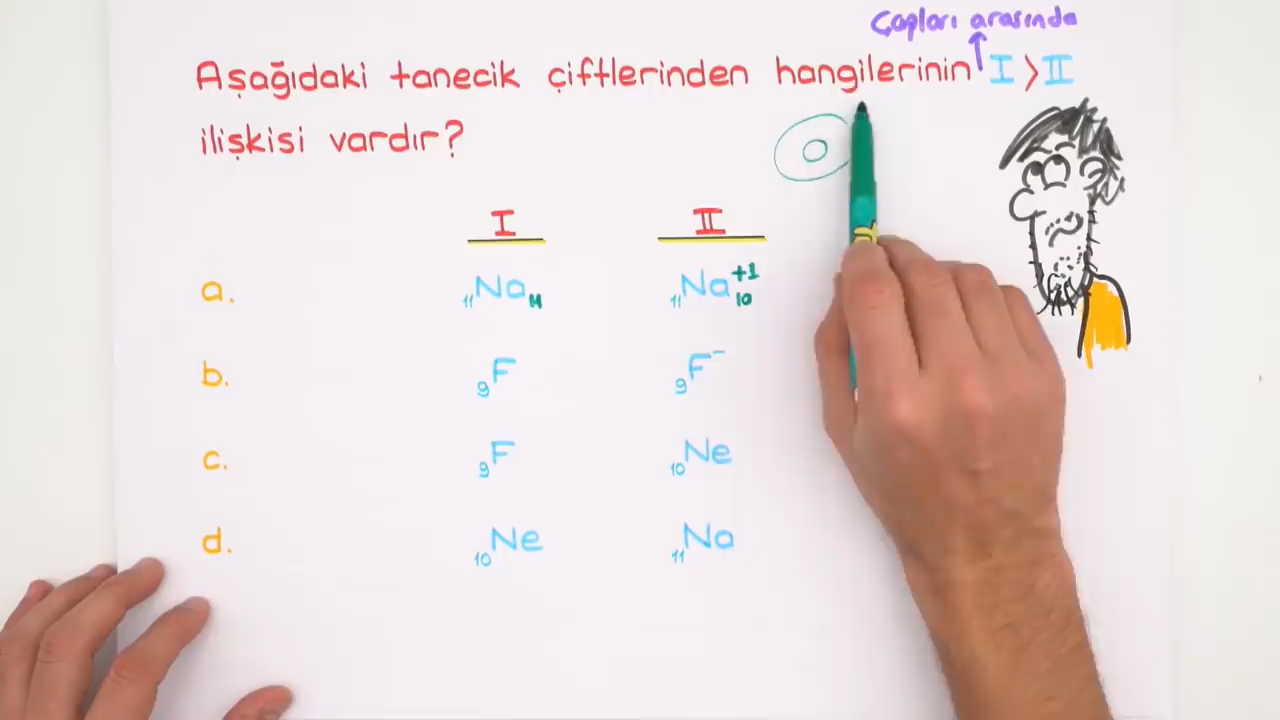 Çapları arasında
Aşağıdaki tanecik çiftlerinden hangilerinin I > II
ilişkisi vardır?
I II
a. 11Na11 11Na+1 10
b. 9F 9F-
c. 9F 10Ne
d. 10Ne 11Na